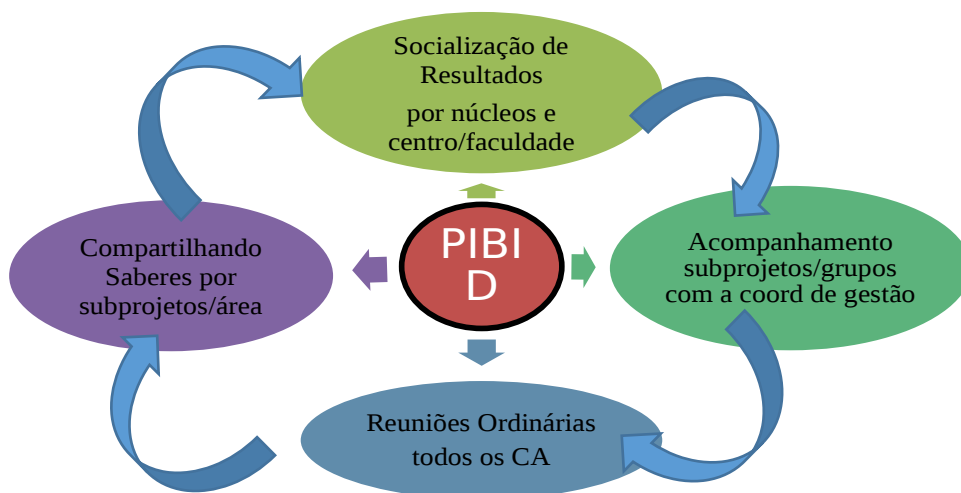 Socialização de
Resultados
por núcleos e
centro/faculdade
Compartilhando
Saberes por
subprojetos/área
PIBI
D
Acompanhamento
subprojetos/grupos
com a coord de gestão
Reuniões Ordinárias
todos os CA